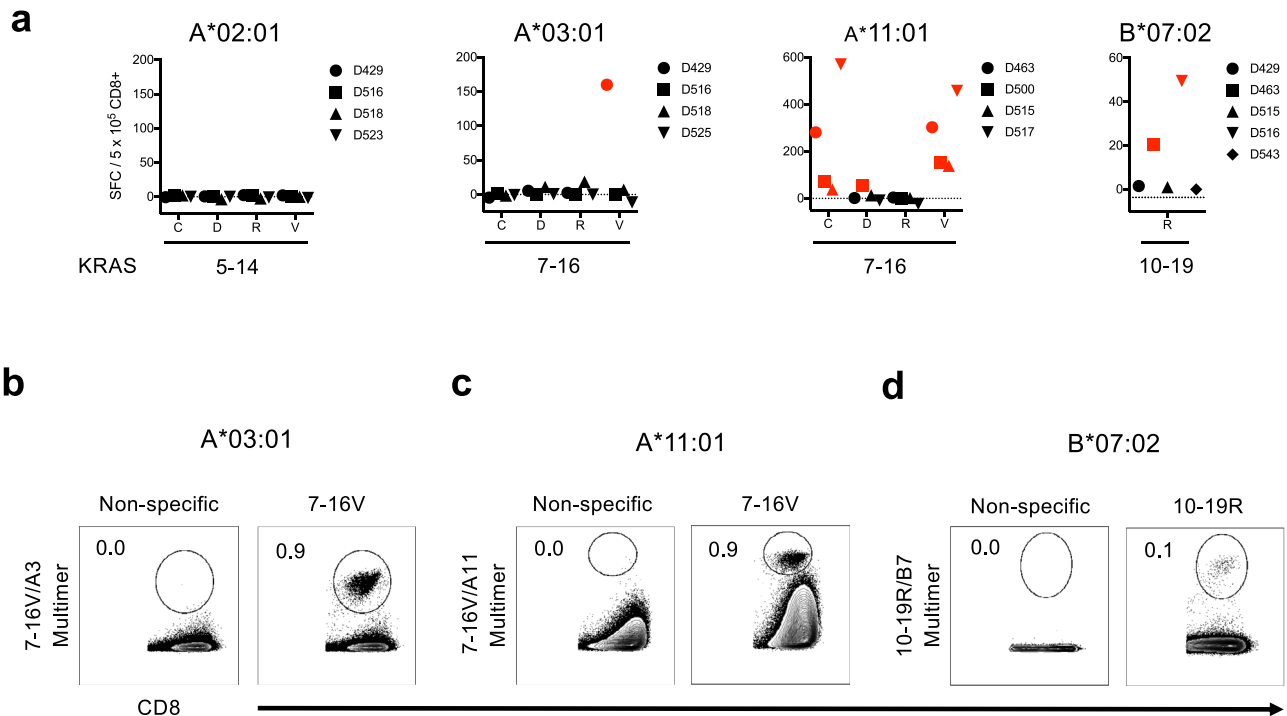 a
A*02:01
SFC / 5 x 10⁵ CD8+
200
150
100
50
0
C D R V
D429
D516
D518
D523
KRAS
5-14
A*03:01
200
150
100
50
0
C D R V
D429
D516
D518
D525
7-16
A*11:01
600
400
200
0
C D R V
D463
D500
D515
D517
7-16
B*07:02
60
40
20
0
R
D429
D463
D515
D516
D543
10-19
b
A*03:01
Non-specific
7-16V
7-16V/A3
Multimer
0.0
0.9
CD8
c
A*11:01
Non-specific
7-16V
7-16V/A11
Multimer
0.0
0.9
d
B*07:02
Non-specific
10-19R
10-19R/B7
Multimer
0.0
0.1